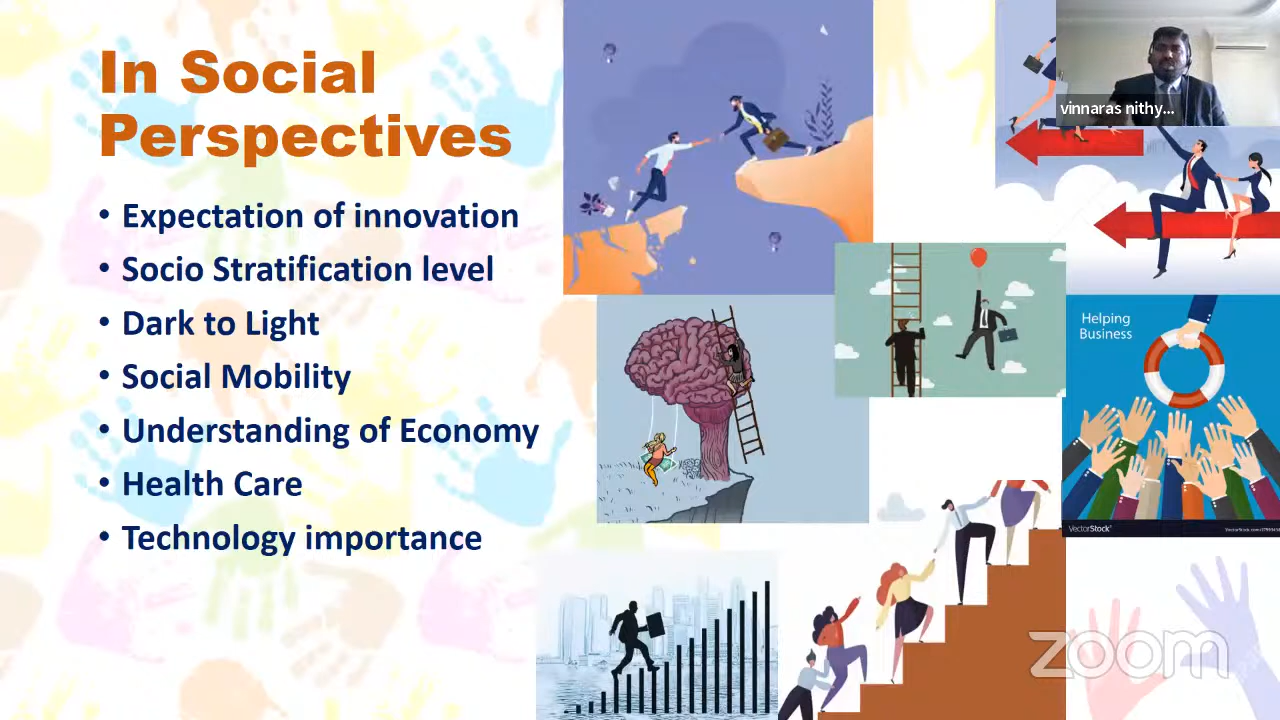 In Social
Perspectives
• Expectation of innovation
• Socio Stratification level
• Dark to Light
• Social Mobility
• Understanding of Economy
• Health Care
• Technology importance
vinnaras nithy...
Helping
Business
VectorStock®
zoom